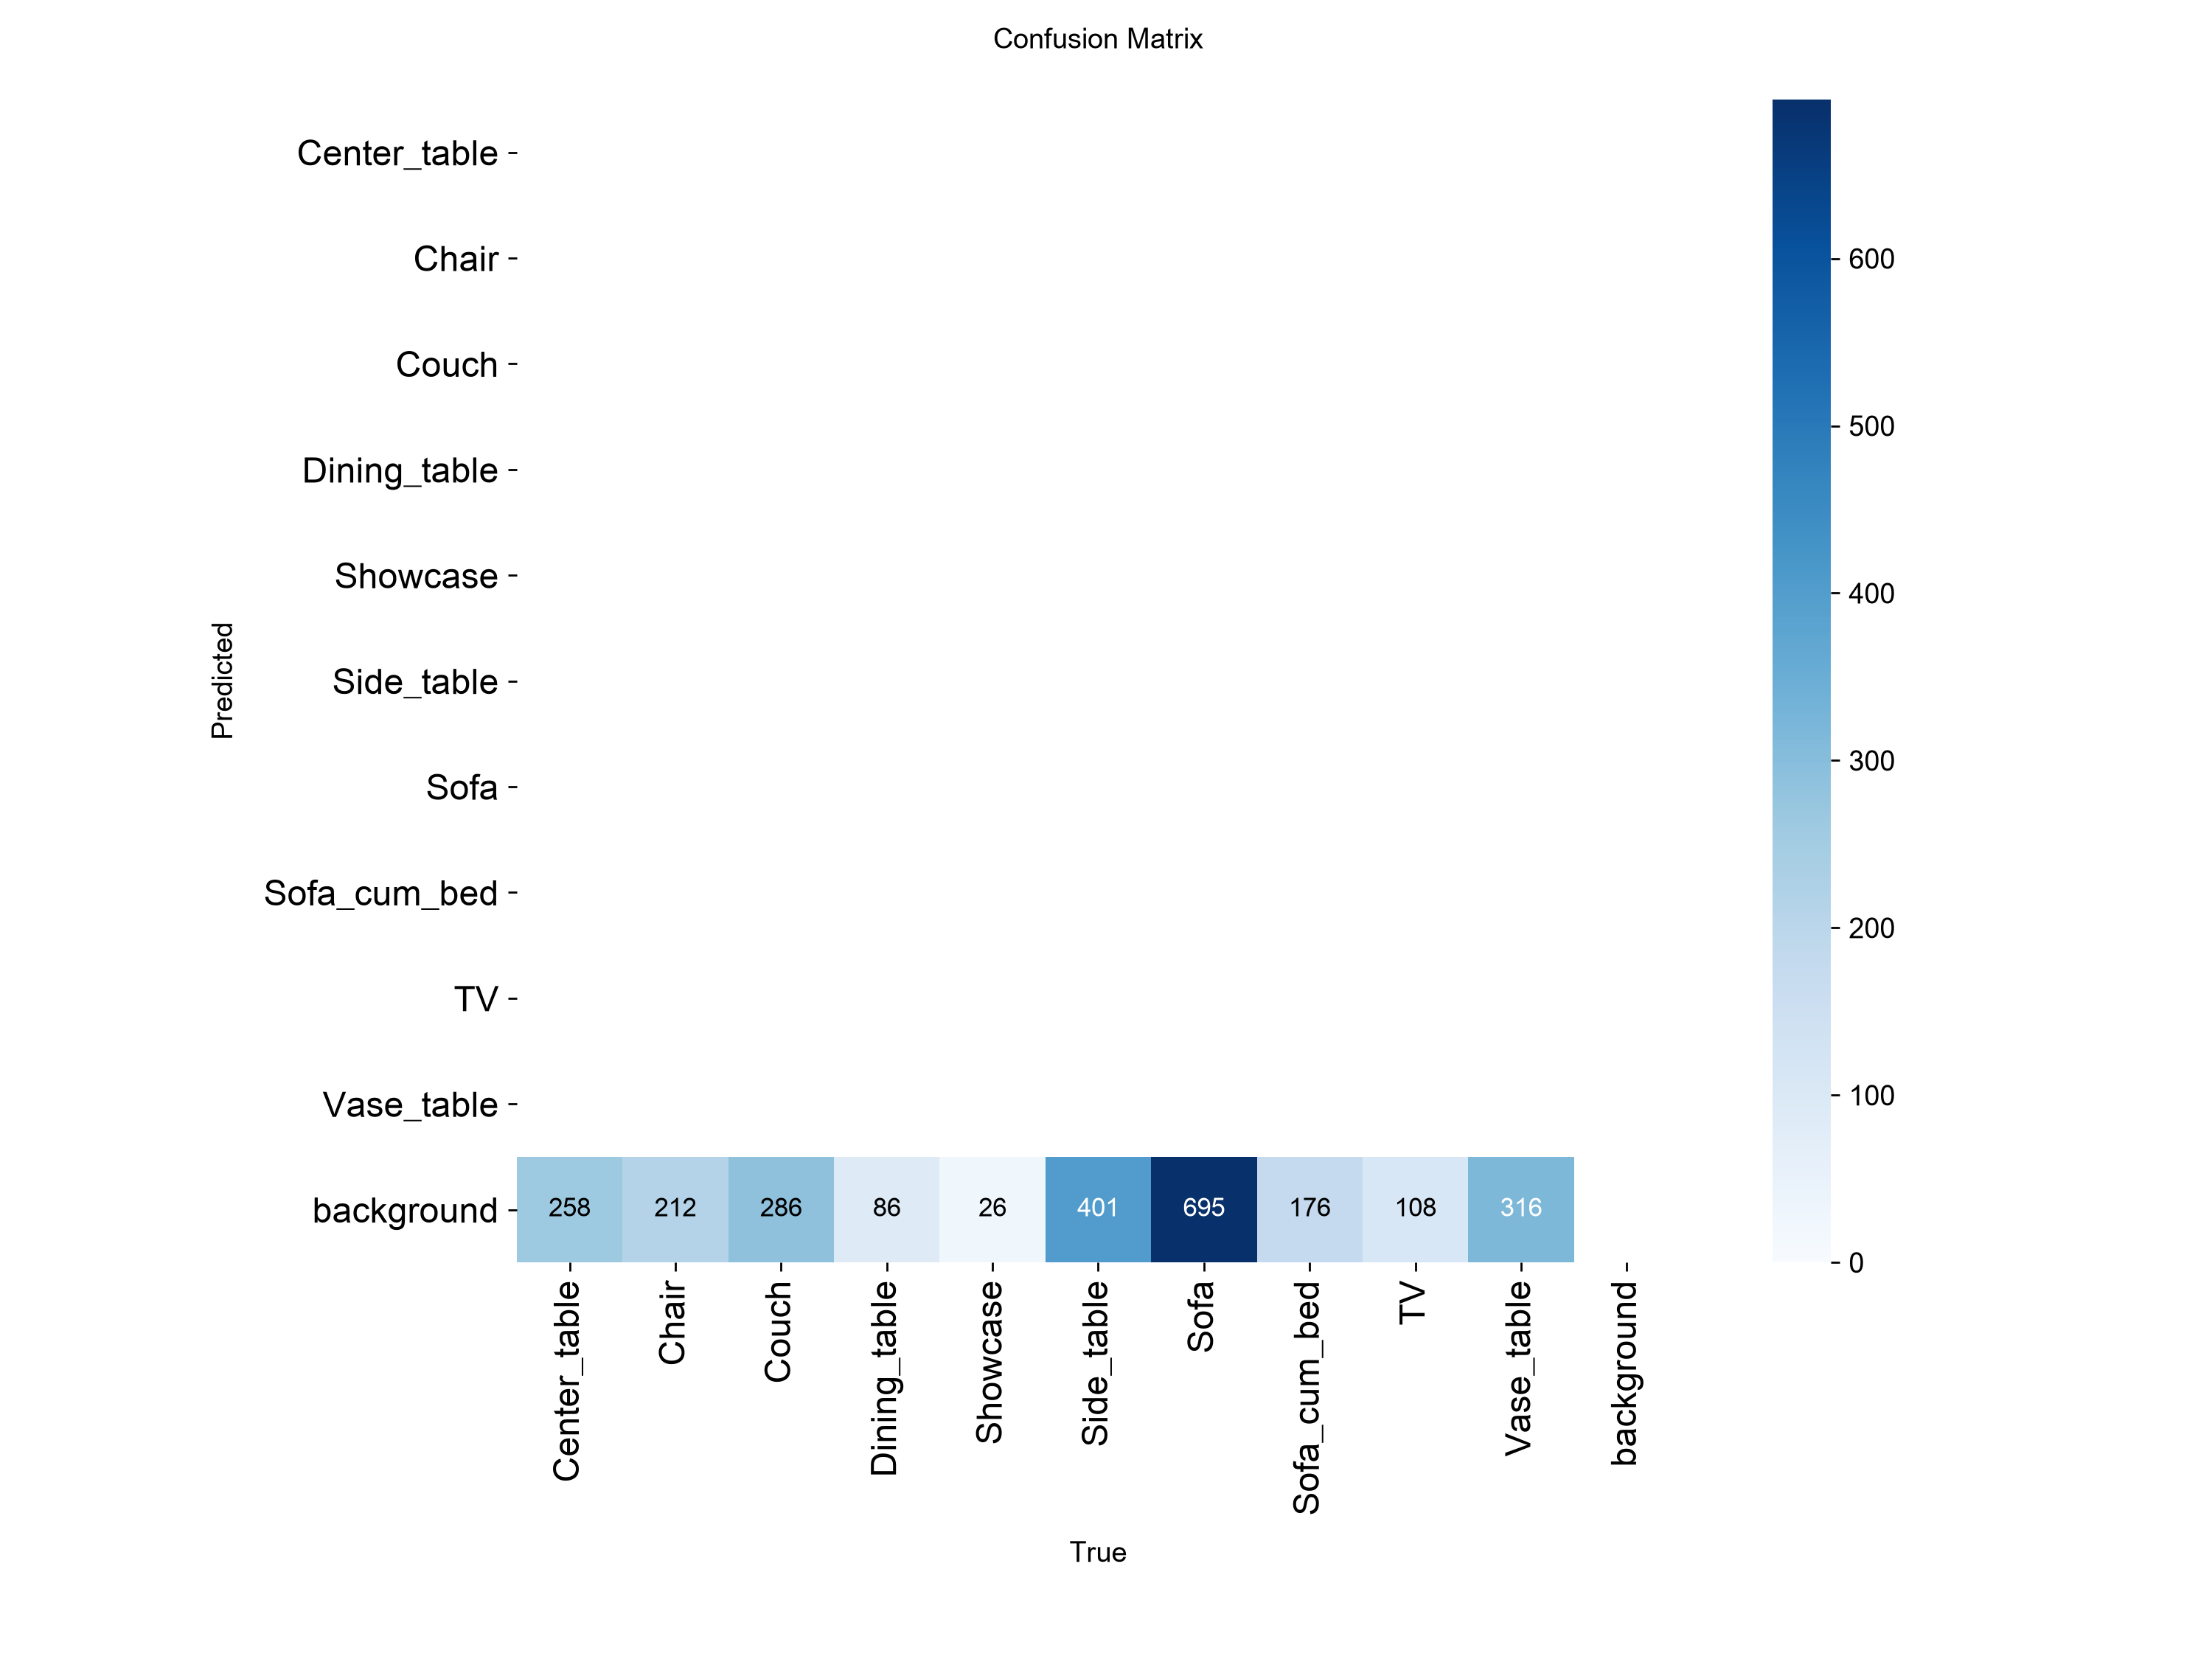 Confusion Matrix
Center_table
Chair
Couch
Dining_table
Showcase
Side_table
Sofa
Sofa_cum_bed
TV
Vase_table
background
Predicted
258 212 286 86 26 401 695 176 108 316
Center_table
Chair
Couch
Dining_table
Showcase
Side_table
Sofa
Sofa_cum_bed
TV
Vase_table
background
True
600
500
400
300
200
100
0